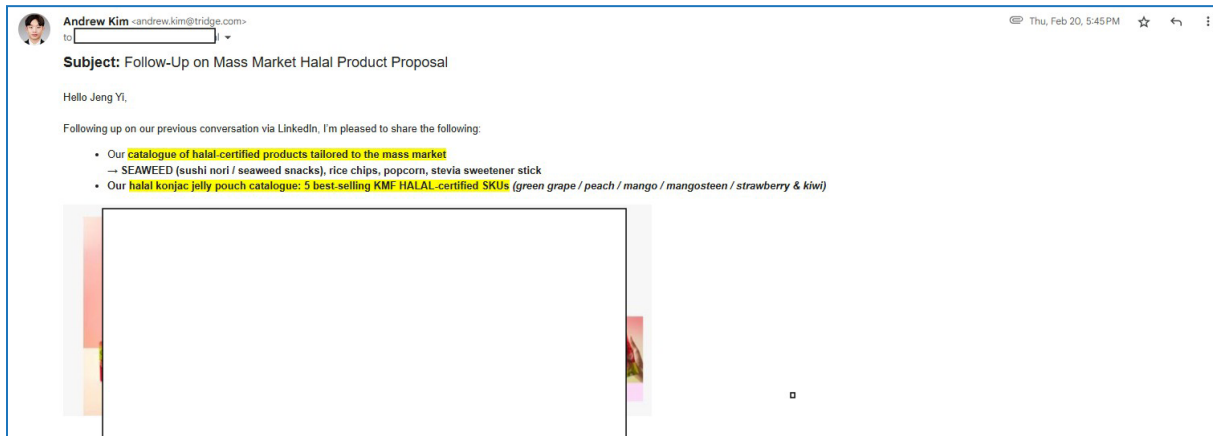 Andrew Kim <andrew.kim@tridge.com>
Thu, Feb 20, 5:45 PM
to
Subject: Follow-Up on Mass Market Halal Product Proposal
Hello Jeng Yi,
Following up on our previous conversation via LinkedIn, I'm pleased to share the following:
• Our catalogue of halal-certified products tailored to the mass market
→ SEAWEED (sushi nori / seaweed snacks), rice chips, popcorn, stevia sweetener stick
• Our halal konjac jelly pouch catalogue: 5 best-selling KMF HALAL-certified SKUs (green grape / peach / mango / mangosteen / strawberry & kiwi)